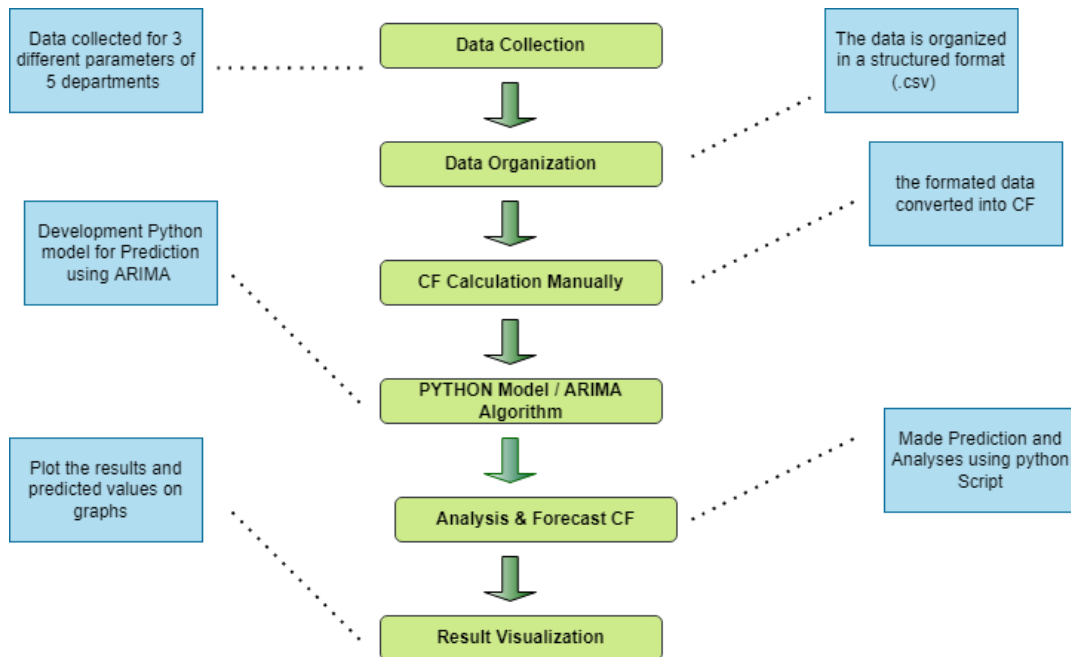 Data collected for 3
different parameters of
5 departments
Data Collection
The data is organized
in a structured format
(.csv)
Data Organization
the formated data
converted into CF
Development Python
model for Prediction
using ARIMA
CF Calculation Manually
PYTHON Model / ARIMA
Algorithm
Plot the results and
predicted values on
graphs
Made Prediction and
Analyses using python
Script
Analysis & Forecast CF
Result Visualization